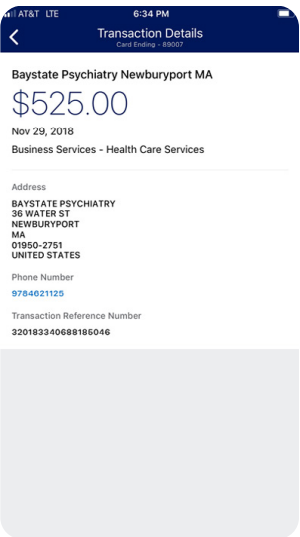 AT&T LTE 6:34 PM
Transaction Details
Card Ending - 89007
Baystate Psychiatry Newburyport MA
$525.00
Nov 29, 2018
Business Services - Health Care Services
Address
BAYSTATE PSYCHIATRY
36 WATER ST
NEWBURYPORT
MA
01950-2751
UNITED STATES
Phone Number
9784621125
Transaction Reference Number
320183340688185046